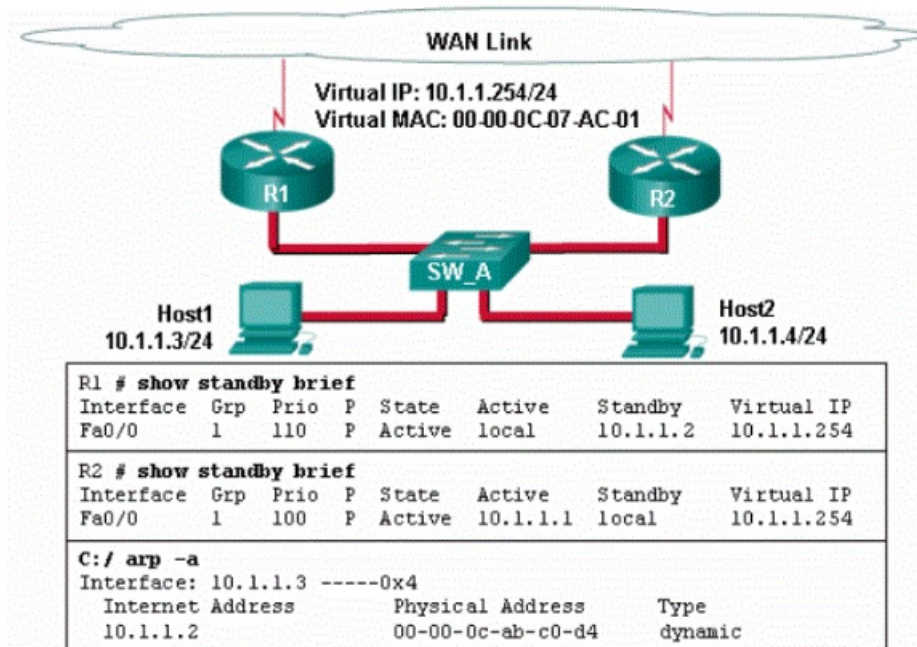 WAN Link
Virtual IP: 10.1.1.254/24
Virtual MAC: 00-00-0C-07-AC-01
R1
R2
SW_A
Host1
10.1.1.3/24
Host2
10.1.1.4/24
R1 # show standby brief
Interface Grp Prio P State Active Standby Virtual IP
Fa0/0 1 110 P Active local 10.1.1.2 10.1.1.254
R2 # show standby brief
Interface Grp Prio P State Active Standby Virtual IP
Fa0/0 1 100 P Active 10.1.1.1 local 10.1.1.254
C:/ arp -a
Interface: 10.1.1.3 -----0x4
Internet Address Physical Address Type
10.1.1.2 00-00-0c-ab-c0-d4 dynamic